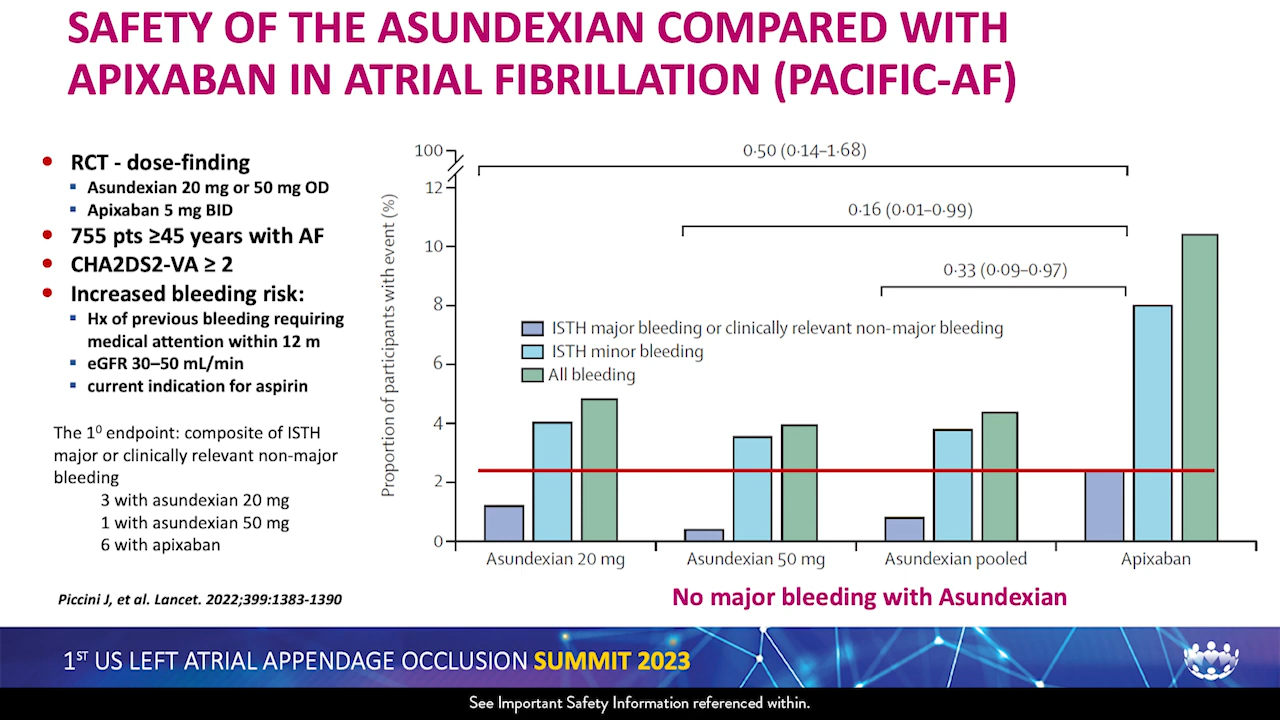 SAFETY OF THE ASUNDEXIAN COMPARED WITH
APIXABAN IN ATRIAL FIBRILLATION (PACIFIC-AF)
• RCT - dose-finding
▪ Asundexian 20 mg or 50 mg OD
▪ Apixaban 5 mg BID
• 755 pts ≥45 years with AF
• CHA2DS2-VA ≥ 2
• Increased bleeding risk:
▪ Hx of previous bleeding requiring
medical attention within 12 m
▪ eGFR 30–50 mL/min
▪ current indication for aspirin
The 1⁰ endpoint: composite of ISTH
major or clinically relevant non-major
bleeding
3 with asundexian 20 mg
1 with asundexian 50 mg
6 with apixaban
Piccini J, et al. Lancet. 2022;399:1383-1390
Proportion of participants with event (%)
100
12
10
8
6
4
2
0
0·50 (0·14–1·68)
0·16 (0·01–0·99)
0·33 (0·09–0·97)
ISTH major bleeding or clinically relevant non-major bleeding
ISTH minor bleeding
All bleeding
Asundexian 20 mg
Asundexian 50 mg
Asundexian pooled
Apixaban
No major bleeding with Asundexian
1ST US LEFT ATRIAL APPENDAGE OCCLUSION SUMMIT 2023
See Important Safety Information referenced within.